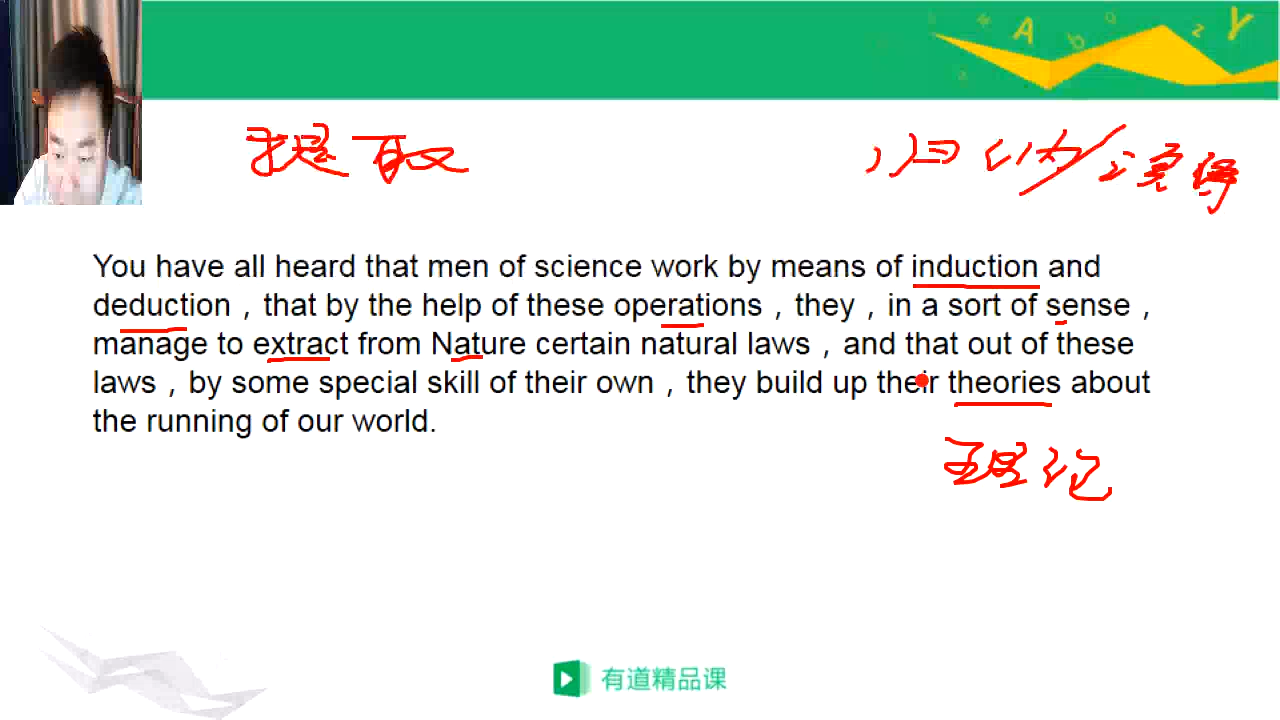 提取
归纳/演绎
You have all heard that men of science work by means of induction and
deduction，that by the help of these operations，they，in a sort of sense，
manage to extract from Nature certain natural laws，and that out of these
laws，by some special skill of their own，they build up their theories about
the running of our world.
理论
有道精品课